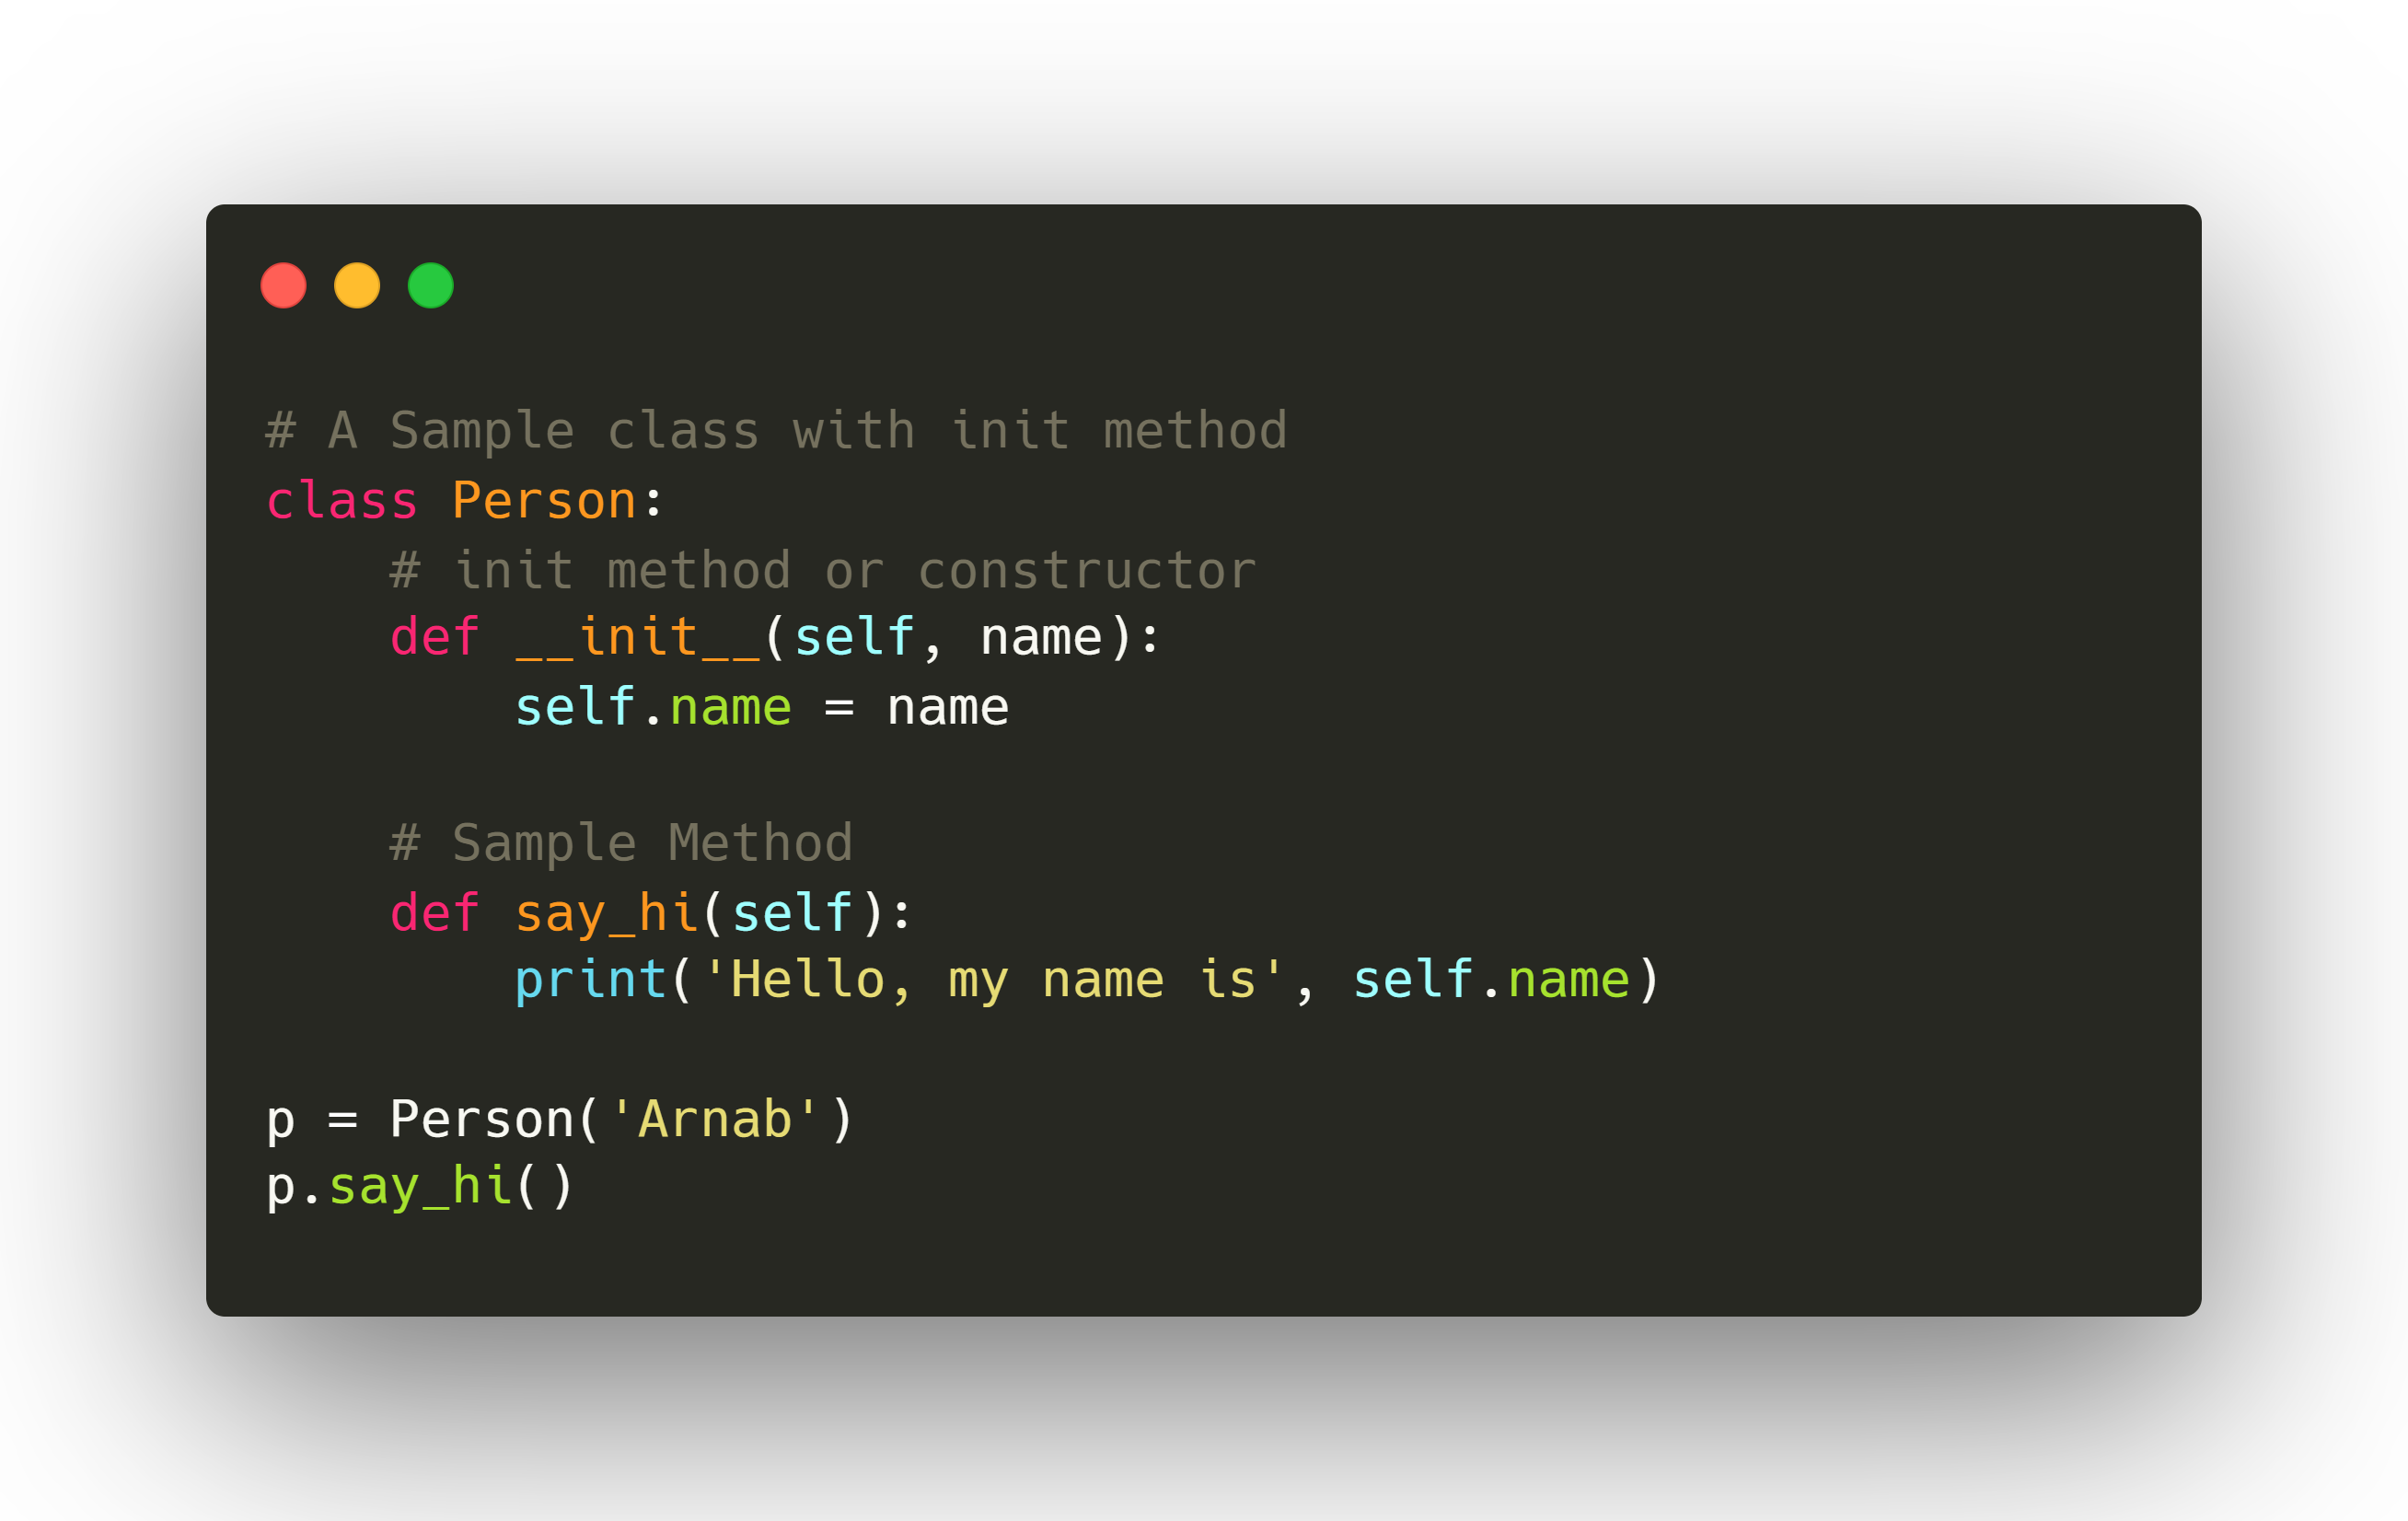 # A Sample class with init method
class Person:
    # init method or constructor
    def __init__(self, name):
        self.name = name

    # Sample Method
    def say_hi(self):
        print('Hello, my name is', self.name)

p = Person('Arnab')
p.say_hi()